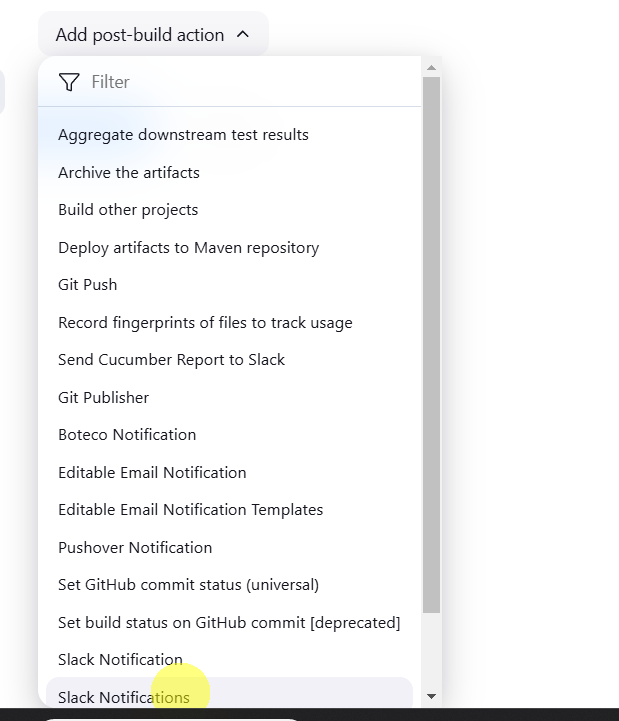 Add post-build action
Filter
Aggregate downstream test results
Archive the artifacts
Build other projects
Deploy artifacts to Maven repository
Git Push
Record fingerprints of files to track usage
Send Cucumber Report to Slack
Git Publisher
Boteco Notification
Editable Email Notification
Editable Email Notification Templates
Pushover Notification
Set GitHub commit status (universal)
Set build status on GitHub commit [deprecated]
Slack Notification
Slack Notifications